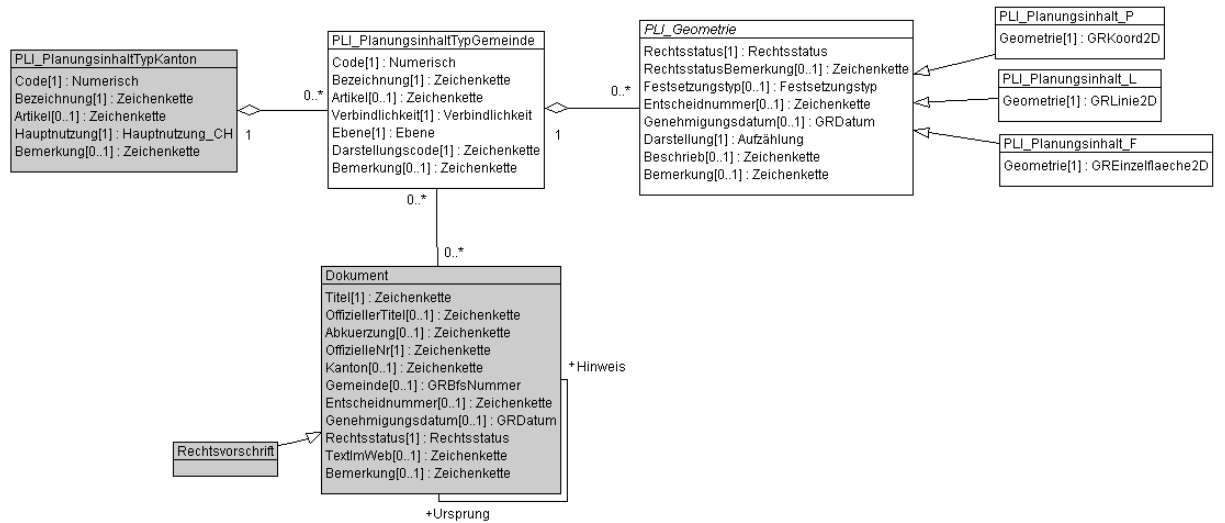 PLI_PlanungsinhaltTypKanton
Code[1] : Numerisch
Bezeichnung[1] : Zeichenkette
Artikel[0..1] : Zeichenkette
Hauptnutzung[1] : Hauptnutzung_CH
Bemerkung[0..1] : Zeichenkette
1
0..*
PLI_PlanungsinhaltTypGemeinde
Code[1] : Numerisch
Bezeichnung[1] : Zeichenkette
Artikel[0..1] : Zeichenkette
Verbindlichkeit[1] : Verbindlichkeit
Ebene[1] : Ebene
Darstellungscode[1] : Zeichenkette
Bemerkung[0..1] : Zeichenkette
1
0..*
PLI_Geometrie
Rechtsstatus[1] : Rechtsstatus
RechtsstatusBemerkung[0..1] : Zeichenkette
Festsetzungstyp[1] : Festsetzungstyp
Entscheidnummer[0..1] : Zeichenkette
Genehmigungsdatum[0..1] : GRDatum
Darstellung[1] : Aufzählung
Beschrieb[0..1] : Zeichenkette
Bemerkung[0..1] : Zeichenkette
PLI_Planungsinhalt_P
Geometrie[1] : GRKoord2D
PLI_Planungsinhalt_L
Geometrie[1] : GRLinie2D
PLI_Planungsinhalt_F
Geometrie[1] : GREinzelflaeche2D
0..*
0..*
Dokument
Titel[1] : Zeichenkette
OffiziellerTitel[0..1] : Zeichenkette
Abkuerzung[0..1] : Zeichenkette
OffizielleNr[1] : Zeichenkette
Kanton[0..1] : Zeichenkette
Gemeinde[0..1] : GRBfsNummer
Entscheidnummer[0..1] : Zeichenkette
Genehmigungsdatum[0..1] : GRDatum
Rechtsstatus[1] : Rechtsstatus
TextImWeb[0..1] : Zeichenkette
Bemerkung[0..1] : Zeichenkette
+Hinweis
Rechtsvorschrift
+Ursprung